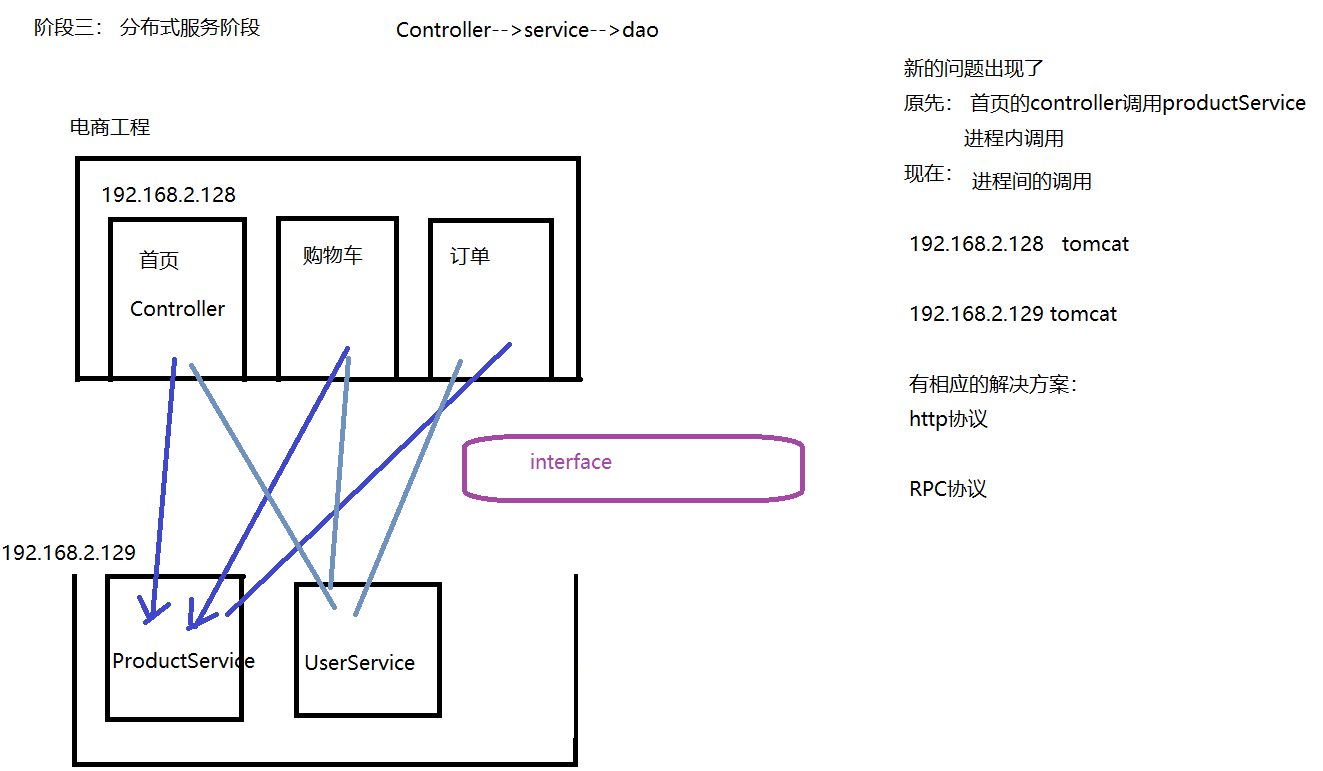 阶段三： 分布式服务阶段
Controller-->service-->dao
电商工程
192.168.2.128
首页
Controller
购物车
订单
interface
192.168.2.129
ProductService
UserService
新的问题出现了
原先： 首页的controller调用productService
进程内调用
现在： 进程间的调用
192.168.2.128 tomcat
192.168.2.129 tomcat
有相应的解决方案：
http协议
RPC协议